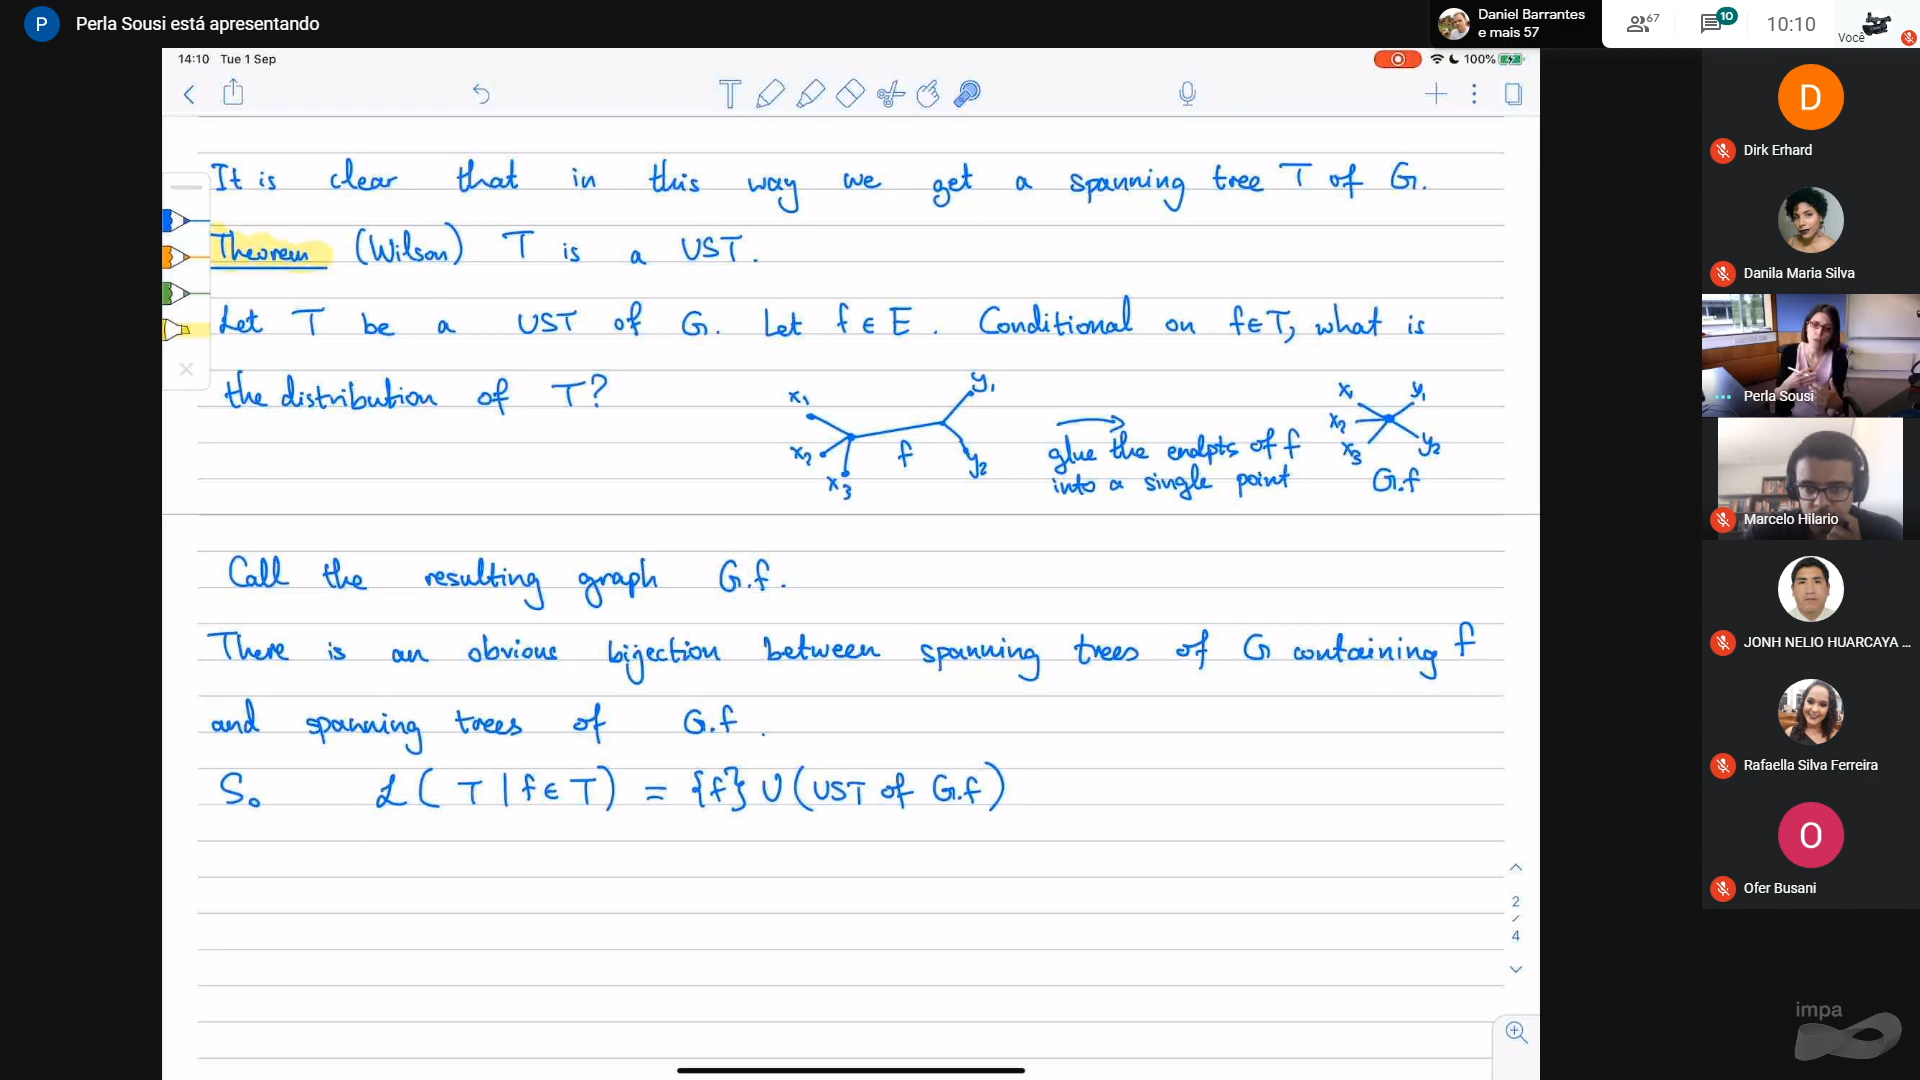 P Perla Sousi está apresentando
Daniel Barrantes
e mais 57
67
10
10:10
Você
14:10 Tue 1 Sep
100%
It is clear that in this way we get a spanning tree T of G.
Theorem (Wilson) T is a UST.
Let T be a UST of G. Let f ∈ E. Conditional on f∈T, what is
the distribution of T?
x₁
x₂
x₃
f
y₁
y₂
glue the endpts of f
into a single point
x₁
x₂
x₃
y₁
y₂
G.f
Call the resulting graph G.f.
There is an obvious bijection between spanning trees of G containing f
and spanning trees of G.f.
So ℒ( T | f ∈ T) = {f} ∪ (UST of G.f)
2
4
D
Dirk Erhard
Danila Maria Silva
Perla Sousi
Marcelo Hilario
JONH NELIO HUARCAYA ...
Rafaella Silva Ferreira
O
Ofer Busani
impa